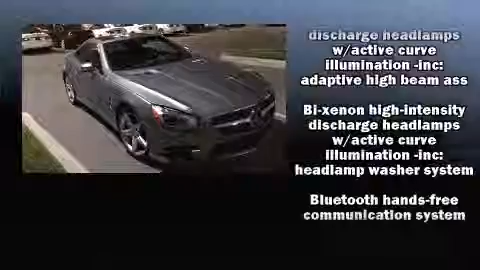 discharge headlamps
w/active curve
illumination -inc:
adaptive high beam ass
Bi-xenon high-intensity
discharge headlamps
w/active curve
illumination -inc:
headlamp washer system
Bluetooth hands-free
communication system